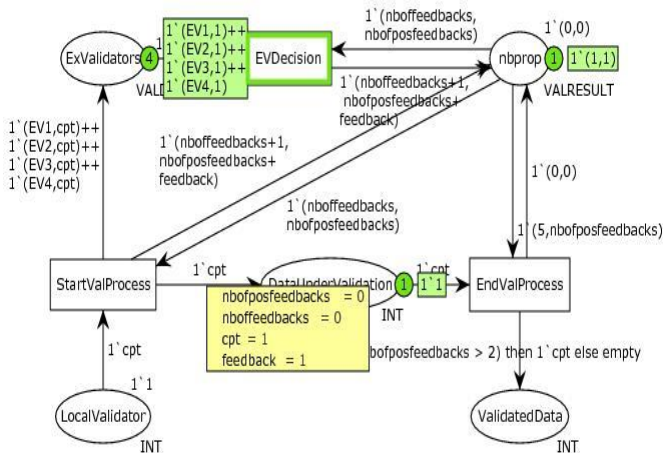 1`(nboffeedbacks,
nbofposfeedbacks)
1`(0,0)
ExValidators
4
1
1`(EV1,1)++
1`(EV2,1)++
1`(EV3,1)++
1`(EV4,1)
EVDecision
nbprop
1
1`(1,1)
VALRESULT
1`(nboffeedbacks+1,
nbofposfeedbacks+
feedback)
1`(EV1,cpt)++
1`(EV2,cpt)++
1`(EV3,cpt)++
1`(EV4,cpt)
1`(nboffeedbacks+1,
nbofposfeedbacks+
feedback)
1`(0,0)
1`(nboffeedbacks,
nbofposfeedbacks)
1`(5,nbofposfeedbacks)
StartValProcess
1`cpt
DataUnderValidation
1
1`1
1`cpt
EndValProcess
INT
nbofposfeedbacks = 0
nboffeedbacks = 0
cpt = 1
feedback = 1
bofposfeedbacks > 2) then 1`cpt else empty
1`cpt
1`1
LocalValidator
INT
ValidatedData
INT